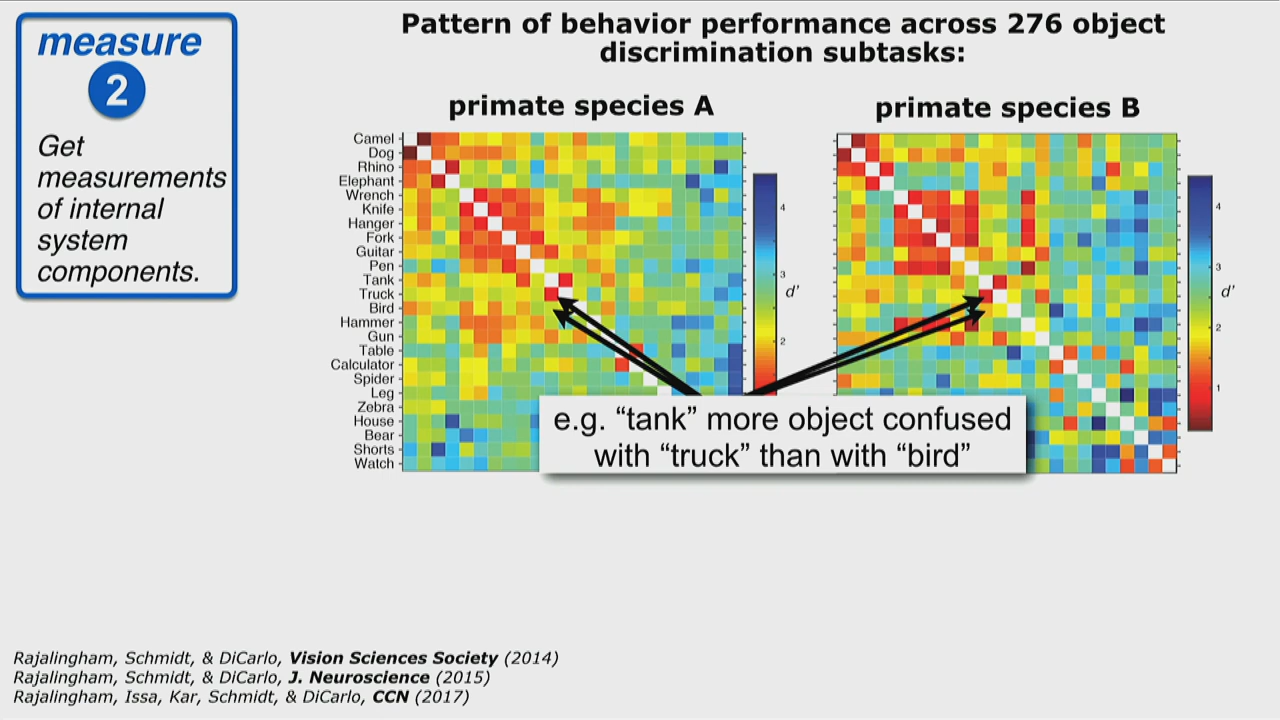 measure
2
Get
measurements
of internal
system
components.
Pattern of behavior performance across 276 object
discrimination subtasks:
primate species A
primate species B
Camel
Dog
Rhino
Elephant
Wrench
Knife
Hanger
Fork
Guitar
Pen
Tank
Truck
Bird
Hammer
Gun
Table
Calculator
Spider
Leg
Zebra
House
Bear
Shorts
Watch
4
3
d'
2
4
3
d'
2
1
e.g. “tank” more object confused
with “truck” than with “bird”
Rajalingham, Schmidt, & DiCarlo, Vision Sciences Society (2014)
Rajalingham, Schmidt, & DiCarlo, J. Neuroscience (2015)
Rajalingham, Issa, Kar, Schmidt, & DiCarlo, CCN (2017)